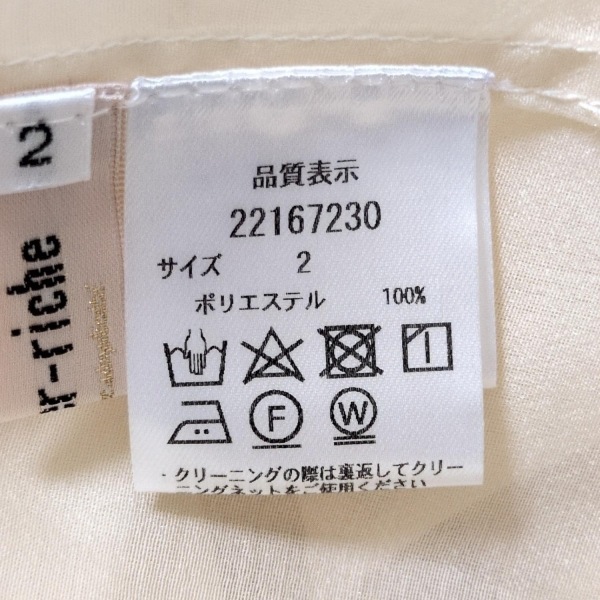 2
r-riche
品質表示
22167230
サイズ 2
ポリエステル 100%
F W
・クリーニングの際は裏返してクリー
ニングネットをご使用ください